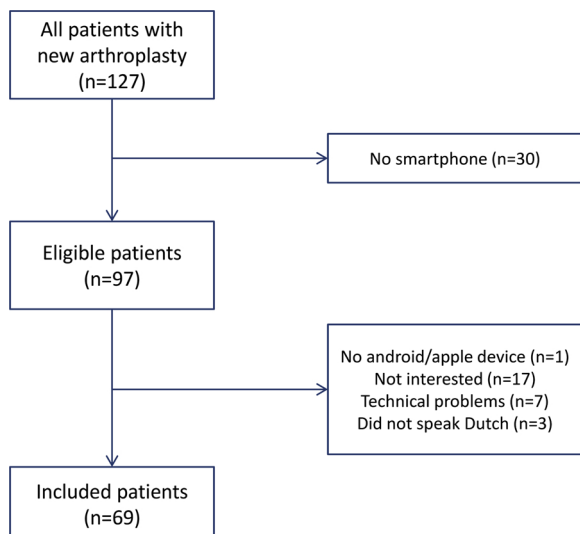 All patients with
new arthroplasty
(n=127)
No smartphone (n=30)
Eligible patients
(n=97)
No android/apple device (n=1)
Not interested (n=17)
Technical problems (n=7)
Did not speak Dutch (n=3)
Included patients
(n=69)